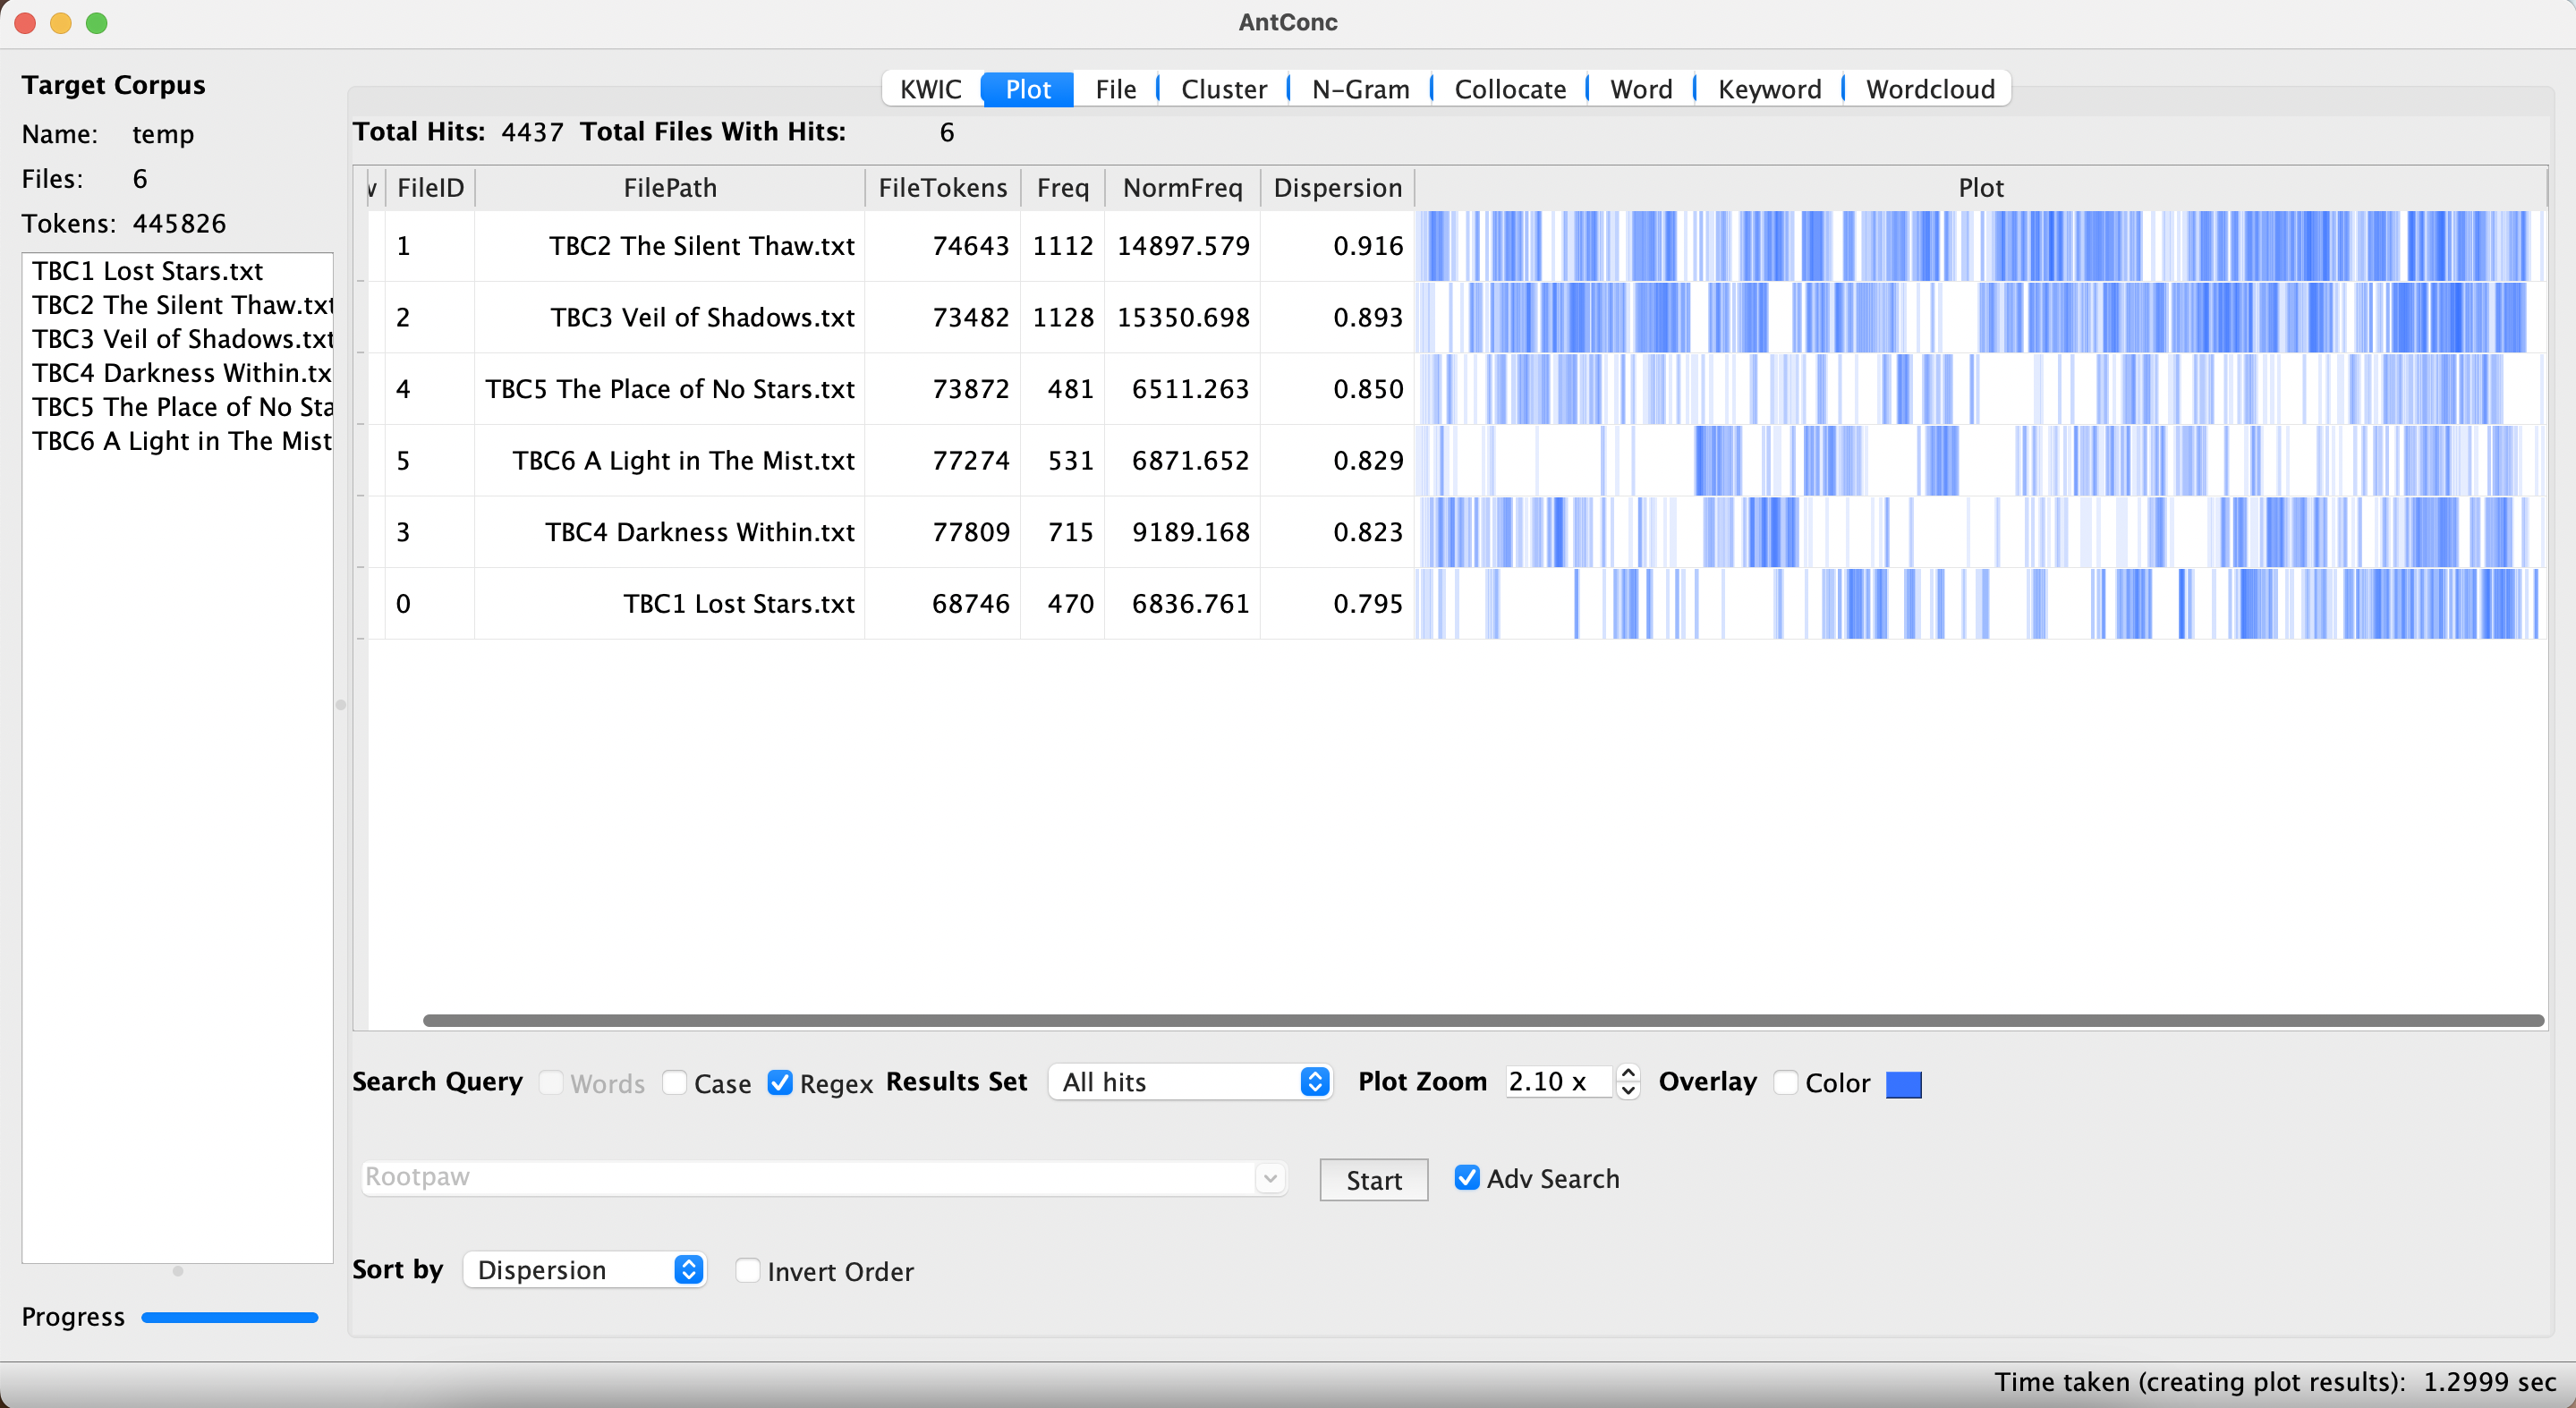 AntConc
Target Corpus
Name: temp
Files: 6
Tokens: 445826
TBC1 Lost Stars.txt
TBC2 The Silent Thaw.txt
TBC3 Veil of Shadows.txt
TBC4 Darkness Within.tx
TBC5 The Place of No Sta
TBC6 A Light in The Mist
Progress
KWIC Plot File Cluster N-Gram Collocate Word Keyword Wordcloud
Total Hits: 4437 Total Files With Hits: 6
FileID FilePath FileTokens Freq NormFreq Dispersion Plot
1 TBC2 The Silent Thaw.txt 74643 1112 14897.579 0.916
2 TBC3 Veil of Shadows.txt 73482 1128 15350.698 0.893
4 TBC5 The Place of No Stars.txt 73872 481 6511.263 0.850
5 TBC6 A Light in The Mist.txt 77274 531 6871.652 0.829
3 TBC4 Darkness Within.txt 77809 715 9189.168 0.823
0 TBC1 Lost Stars.txt 68746 470 6836.761 0.795
Search Query Words Case Regex Results Set All hits Plot Zoom 2.10 x Overlay Color
Rootpaw Start Adv Search
Sort by Dispersion Invert Order
Time taken (creating plot results): 1.2999 sec